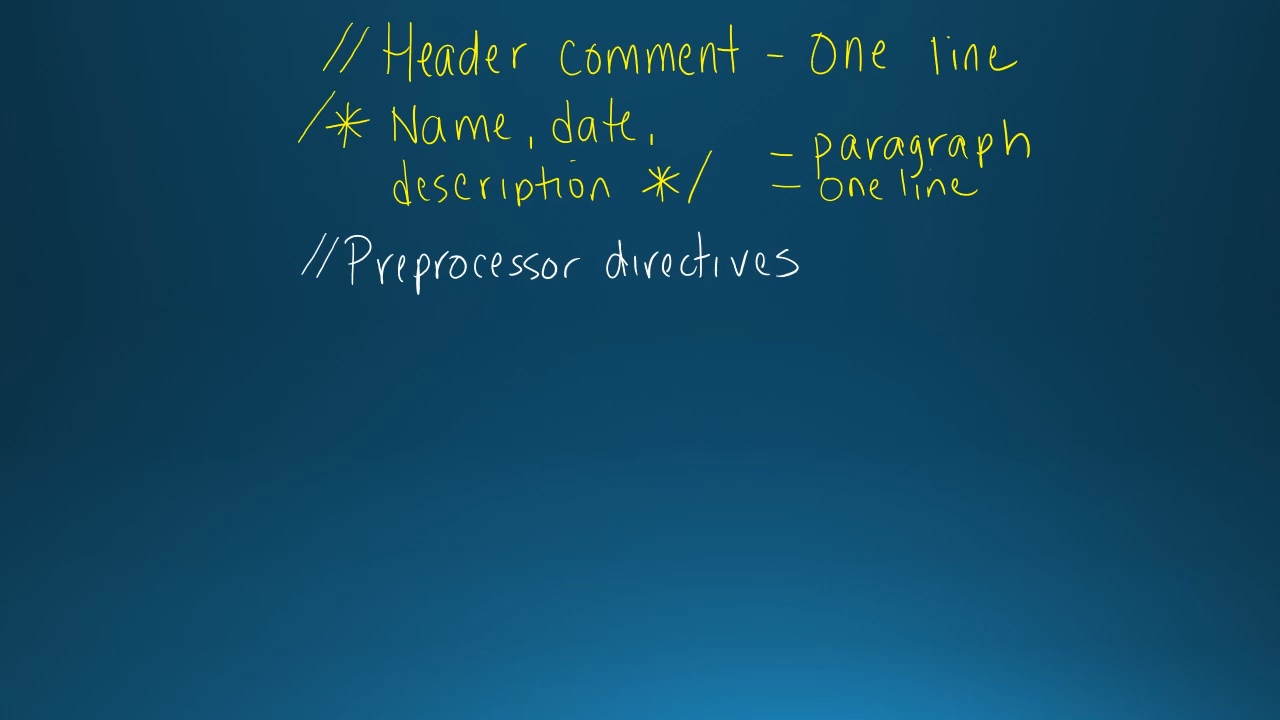 // Header comment - One line
/* Name, date,
description */
- paragraph
- one line
// Preprocessor directives